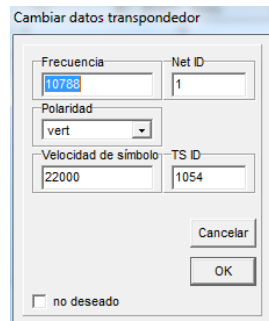 Cambiar datos transpondedor
Frecuencia Net ID
10788 1
Polaridad
vert
Velocidad de símbolo TS ID
22000 1054
Cancelar
OK
no deseado